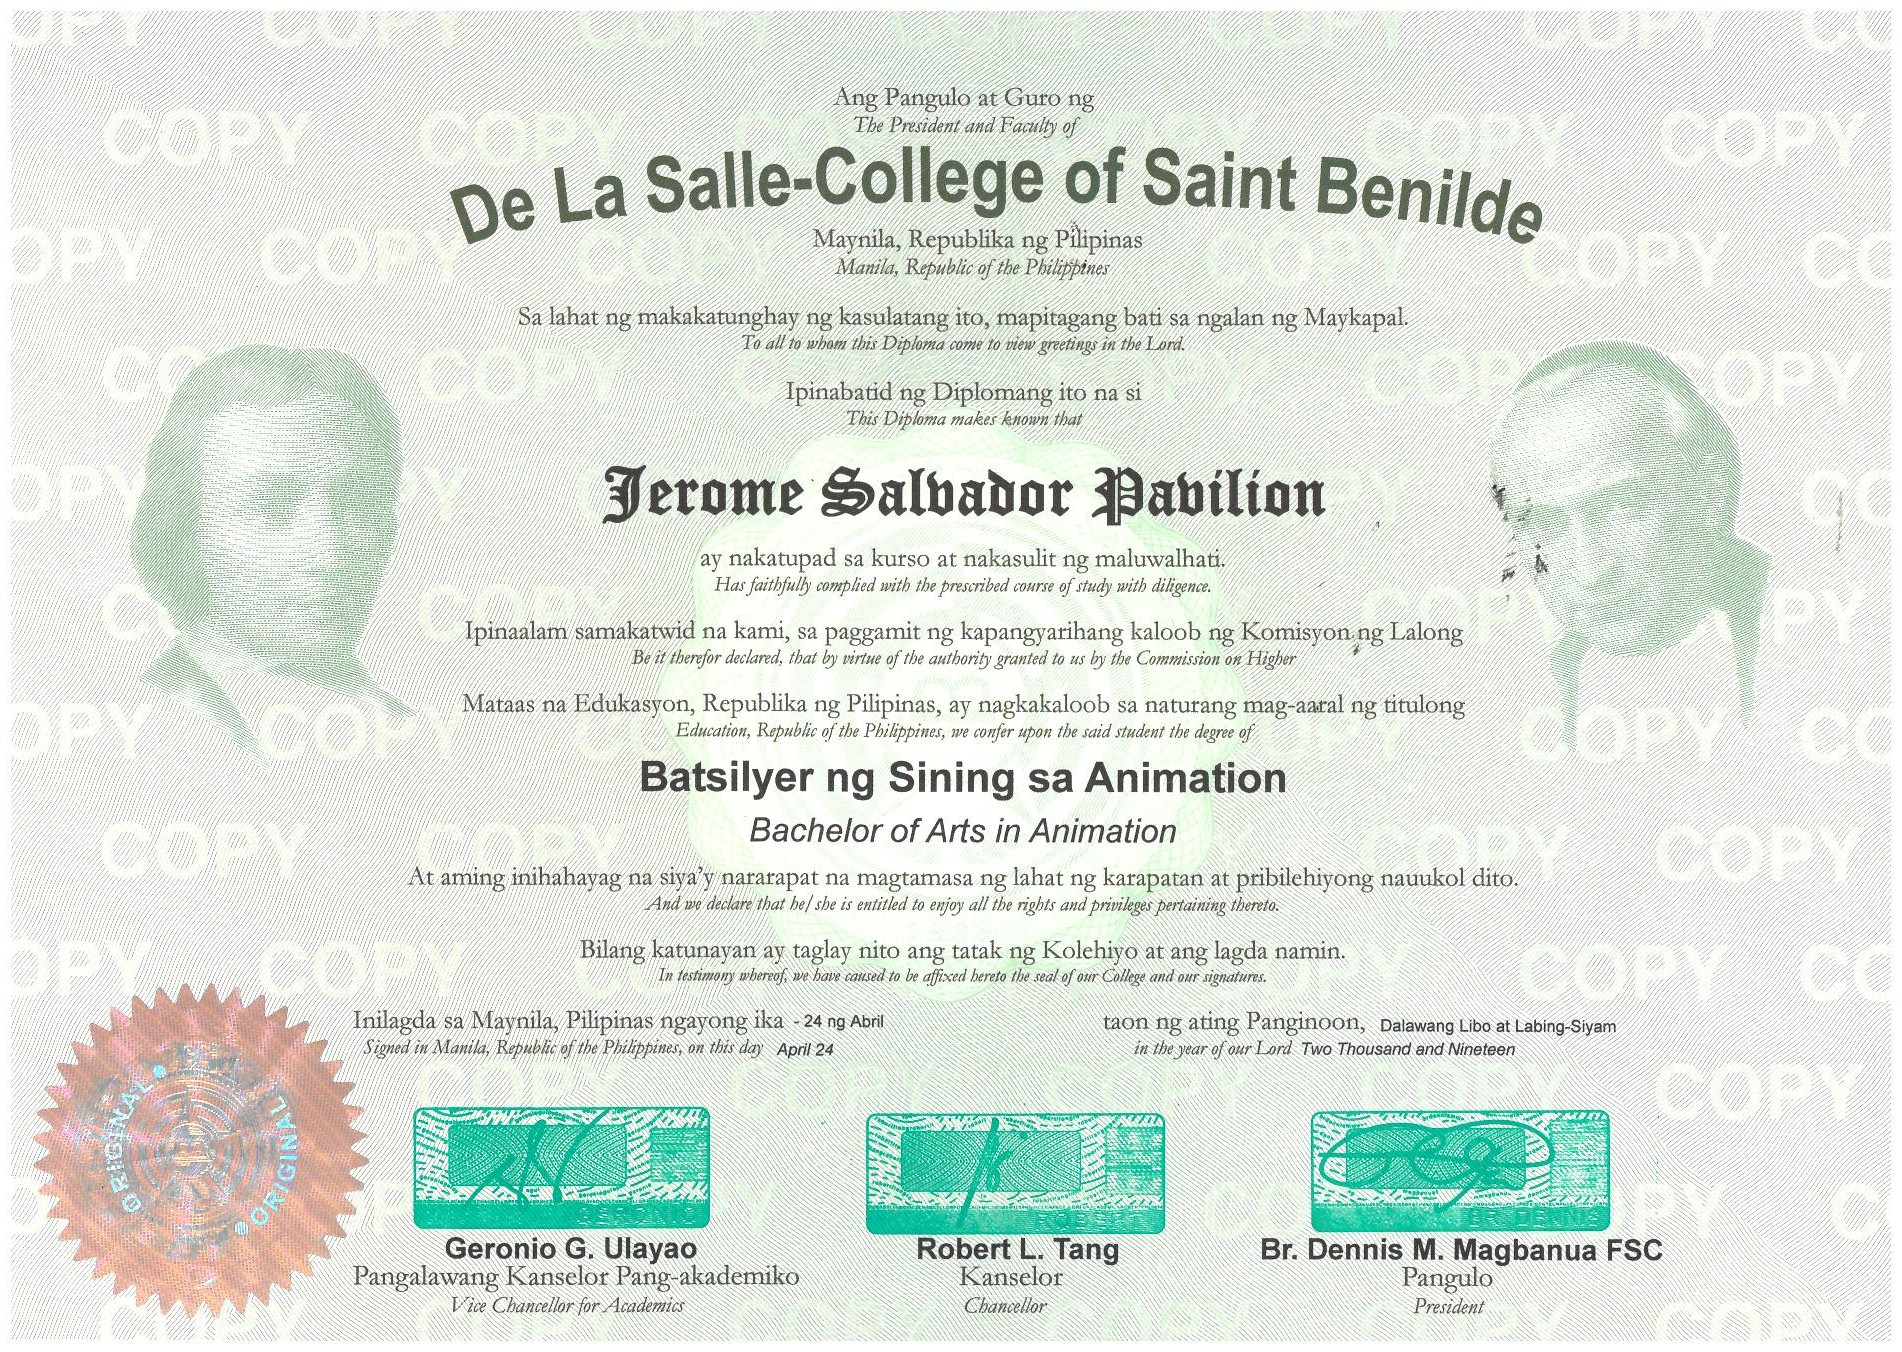 Ang Pangulo at Guro ng
The President and Faculty of
De La Salle-College of Saint Benilde
Maynila, Republika ng Pilipinas
Manila, Republic of the Philippines
Sa lahat ng makakatunghay ng kasulatang ito, mapitagang bati sa ngalan ng Maykapal.
To all to whom this Diploma come to view greetings in the Lord.
Ipinabatid ng Diplomang ito na si
This Diploma makes known that
Jerome Salvador Pavilion
ay nakatupad sa kurso at nakasulit ng maluwalhati.
Has faithfully complied with the prescribed course of study with diligence.
Ipinaalam samakatwid na kami, sa paggamit ng kapangyarihang kaloob ng Komisyon ng Lalong
Be it therefor declared, that by virtue of the authority granted to us by the Commission on Higher
Mataas na Edukasyon, Republika ng Pilipinas, ay nagkakaloob sa naturang mag-aaral ng titulong
Education, Republic of the Philippines, we confer upon the said student the degree of
Batsilyer ng Sining sa Animation
Bachelor of Arts in Animation
At aming inihahayag na siya'y nararapat na magtamasa ng lahat ng karapatan at pribilehiyong nauukol dito.
And we declare that he/she is entitled to enjoy all the rights and privileges pertaining thereto.
Bilang katunayan ay taglay nito ang tatak ng Kolehiyo at ang lagda namin.
In testimony whereof, we have caused to be affixed hereto the seal of our College and our signatures.
Inilagda sa Maynila, Pilipinas ngayong ika - 24 ng Abril
Signed in Manila, Republic of the Philippines, on this day April 24
taon ng ating Panginoon, Dalawang Libo at Labing-Siyam
in the year of our Lord Two Thousand and Nineteen
ORIGINAL
ORIGINAL
GERONIO
ROBERT
BR. DENNIS
Geronio G. Ulayao
Pangalawang Kanselor Pang-akademiko
Vice Chancellor for Academics
Robert L. Tang
Kanselor
Chancellor
Br. Dennis M. Magbanua FSC
Pangulo
President
COPY